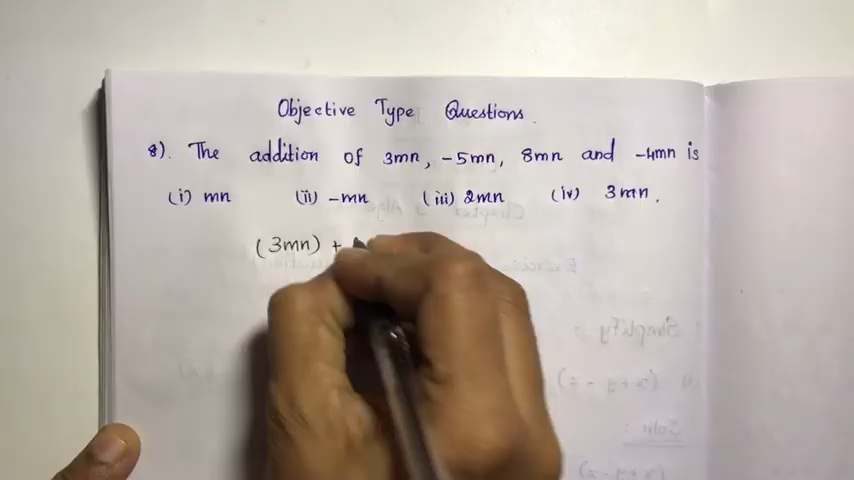 Objective Type Questions.
8). The addition of 3mn, -5mn, 8mn and -4mn is
(i) mn (ii) -mn (iii) 2mn (iv) 3mn.
(3mn) +